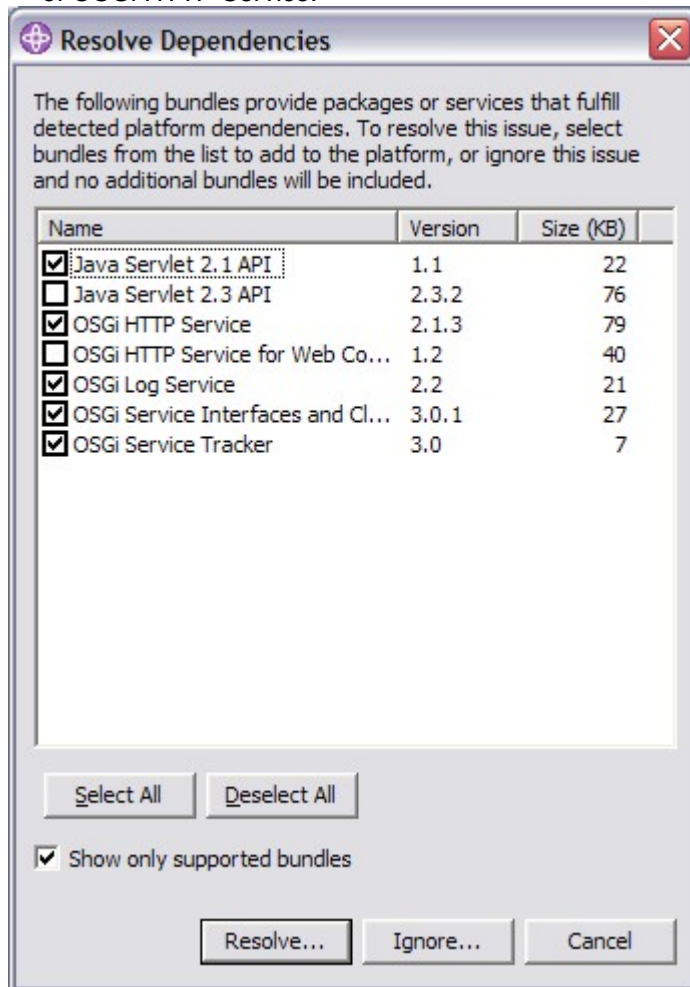 of OSGi HTTP Service.
Resolve Dependencies
The following bundles provide packages or services that fulfill
detected platform dependencies. To resolve this issue, select
bundles from the list to add to the platform, or ignore this issue
and no additional bundles will be included.
Name Version Size (KB)
Java Servlet 2.1 API 1.1 22
Java Servlet 2.3 API 2.3.2 76
OSGi HTTP Service 2.1.3 79
OSGi HTTP Service for Web Co... 1.2 40
OSGi Log Service 2.2 21
OSGi Service Interfaces and Cl... 3.0.1 27
OSGi Service Tracker 3.0 7
Select All Deselect All
Show only supported bundles
Resolve... Ignore... Cancel